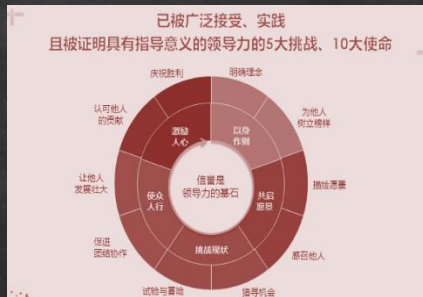 已被广泛接受、实践
且被证明具有指导意义的领导力的5大挑战、10大使命
庆祝胜利
明确理念
认可他人
的贡献
为他人
树立榜样
激励
人心
以身
作则
信誉是
领导力的基石
让他人
发展壮大
使众
人行
共启
愿景
描绘愿景
促进
团结协作
挑战现状
感召他人
试验与冒险
猎寻机会